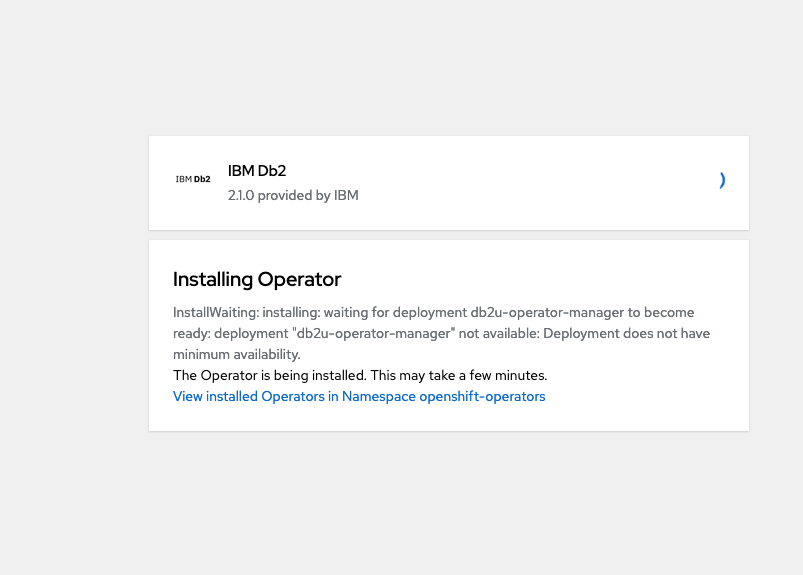 IBM Db2
IBM Db2
2.1.0 provided by IBM
Installing Operator
InstallWaiting: installing: waiting for deployment db2u-operator-manager to become
ready: deployment "db2u-operator-manager" not available: Deployment does not have
minimum availability.
The Operator is being installed. This may take a few minutes.
View installed Operators in Namespace openshift-operators